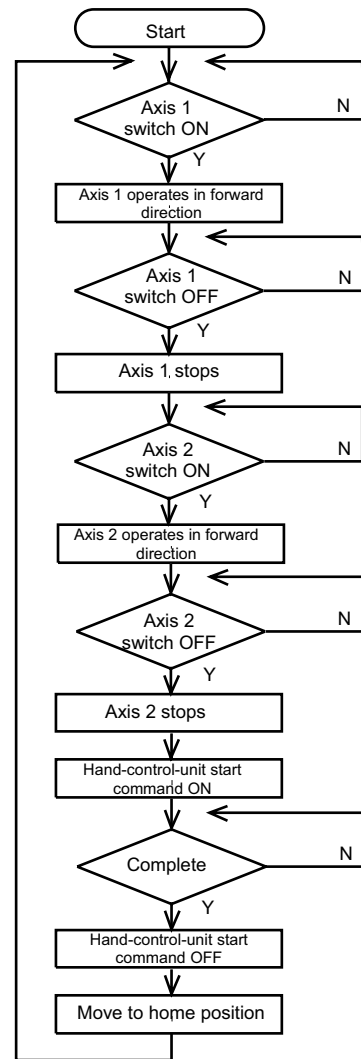 Start
Axis 1
switch ON
N
Y
Axis 1 operates in forward
direction
Axis 1
switch OFF
N
Y
Axis 1 stops
Axis 2
switch ON
N
Y
Axis 2 operates in forward
direction
Axis 2
switch OFF
N
Y
Axis 2 stops
Hand-control-unit start
command ON
Complete
N
Y
Hand-control-unit start
command OFF
Move to home position